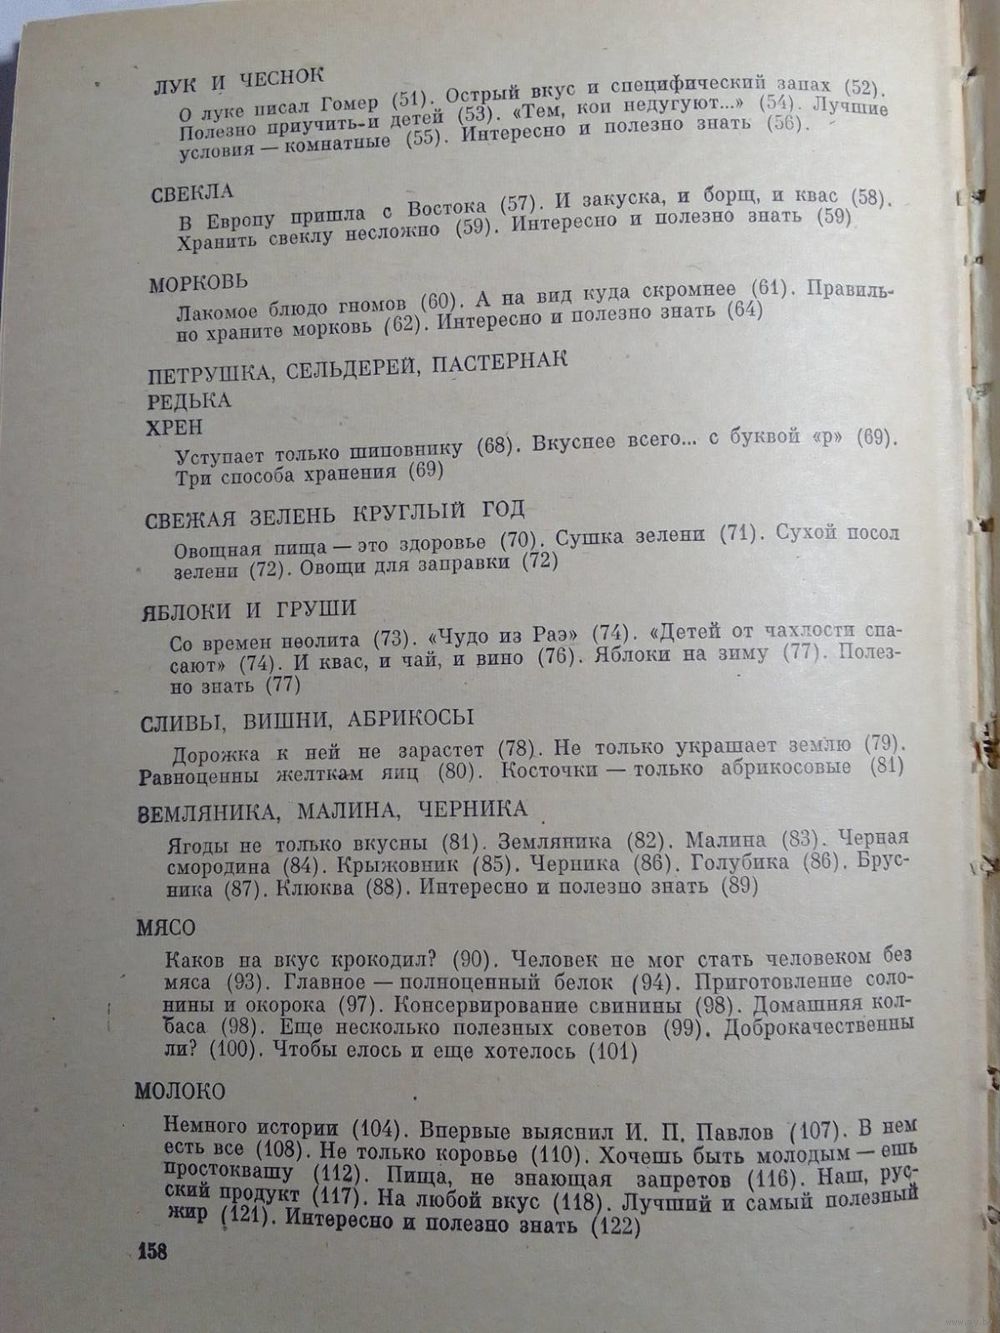 ЛУК И ЧЕСНОК
О луке писал Гомер (51). Острый вкус и специфический запах (52).
Полезно приучить-и детей (53). «Тем, кои недугуют...» (54). Лучшие
условия — комнатные (55). Интересно и полезно знать (56).
СВЕКЛА
В Европу пришла с Востока (57). И закуска, и борщ, и квас (58).
Хранить свеклу несложно (59). Интересно и полезно знать (59)
МОРКОВЬ
Лакомое блюдо гномов (60). А на вид куда скромнее (61). Правиль-
но храните морковь (62). Интересно и полезно знать (64)
ПЕТРУШКА, СЕЛЬДЕРЕЙ, ПАСТЕРНАК
РЕДЬКА
ХРЕН
Уступает только шиповнику (68). Вкуснее всего... с буквой «р» (69).
Три способа хранения (69)
СВЕЖАЯ ЗЕЛЕНЬ КРУГЛЫЙ ГОД
Овощная пища — это здоровье (70). Сушка зелени (71). Сухой посол
зелени (72). Овощи для заправки (72)
ЯБЛОКИ И ГРУШИ
Со времен неолита (73). «Чудо из Раэ» (74). «Детей от чахлости спа-
сают» (74). И квас, и чай, и вино (76). Яблоки на зиму (77). Полез-
но знать (77)
СЛИВЫ, ВИШНИ, АБРИКОСЫ
Дорожка к ней не зарастет (78). Не только украшает землю (79).
Равноценны желткам яиц (80). Косточки — только абрикосовые (81)
ЗЕМЛЯНИКА, МАЛИНА, ЧЕРНИКА
Ягоды не только вкусны (81). Земляника (82). Малина (83). Черная
смородина (84). Крыжовник (85). Черника (86). Голубика (86). Брус-
ника (87). Клюква (88). Интересно и полезно знать (89)
МЯСО
Каков на вкус крокодил? (90). Человек не мог стать человеком без
мяса (93). Главное — полноценный белок (94). Приготовление соло-
нины и окорока (97). Консервирование свинины (98). Домашняя кол-
баса (98). Еще несколько полезных советов (99). Доброкачественны
ли? (100). Чтобы елось и еще хотелось (101)
МОЛОКО
Немного истории (104). Впервые выяснил И. П. Павлов (107). В нем
есть все (108). Не только коровье (110). Хочешь быть молодым — ешь
простоквашу (112). Пища, не знающая запретов (116). Наш, рус-
ский продукт (117). На любой вкус (118). Лучший и самый полезный
жир (121). Интересно и полезно знать (122)
158